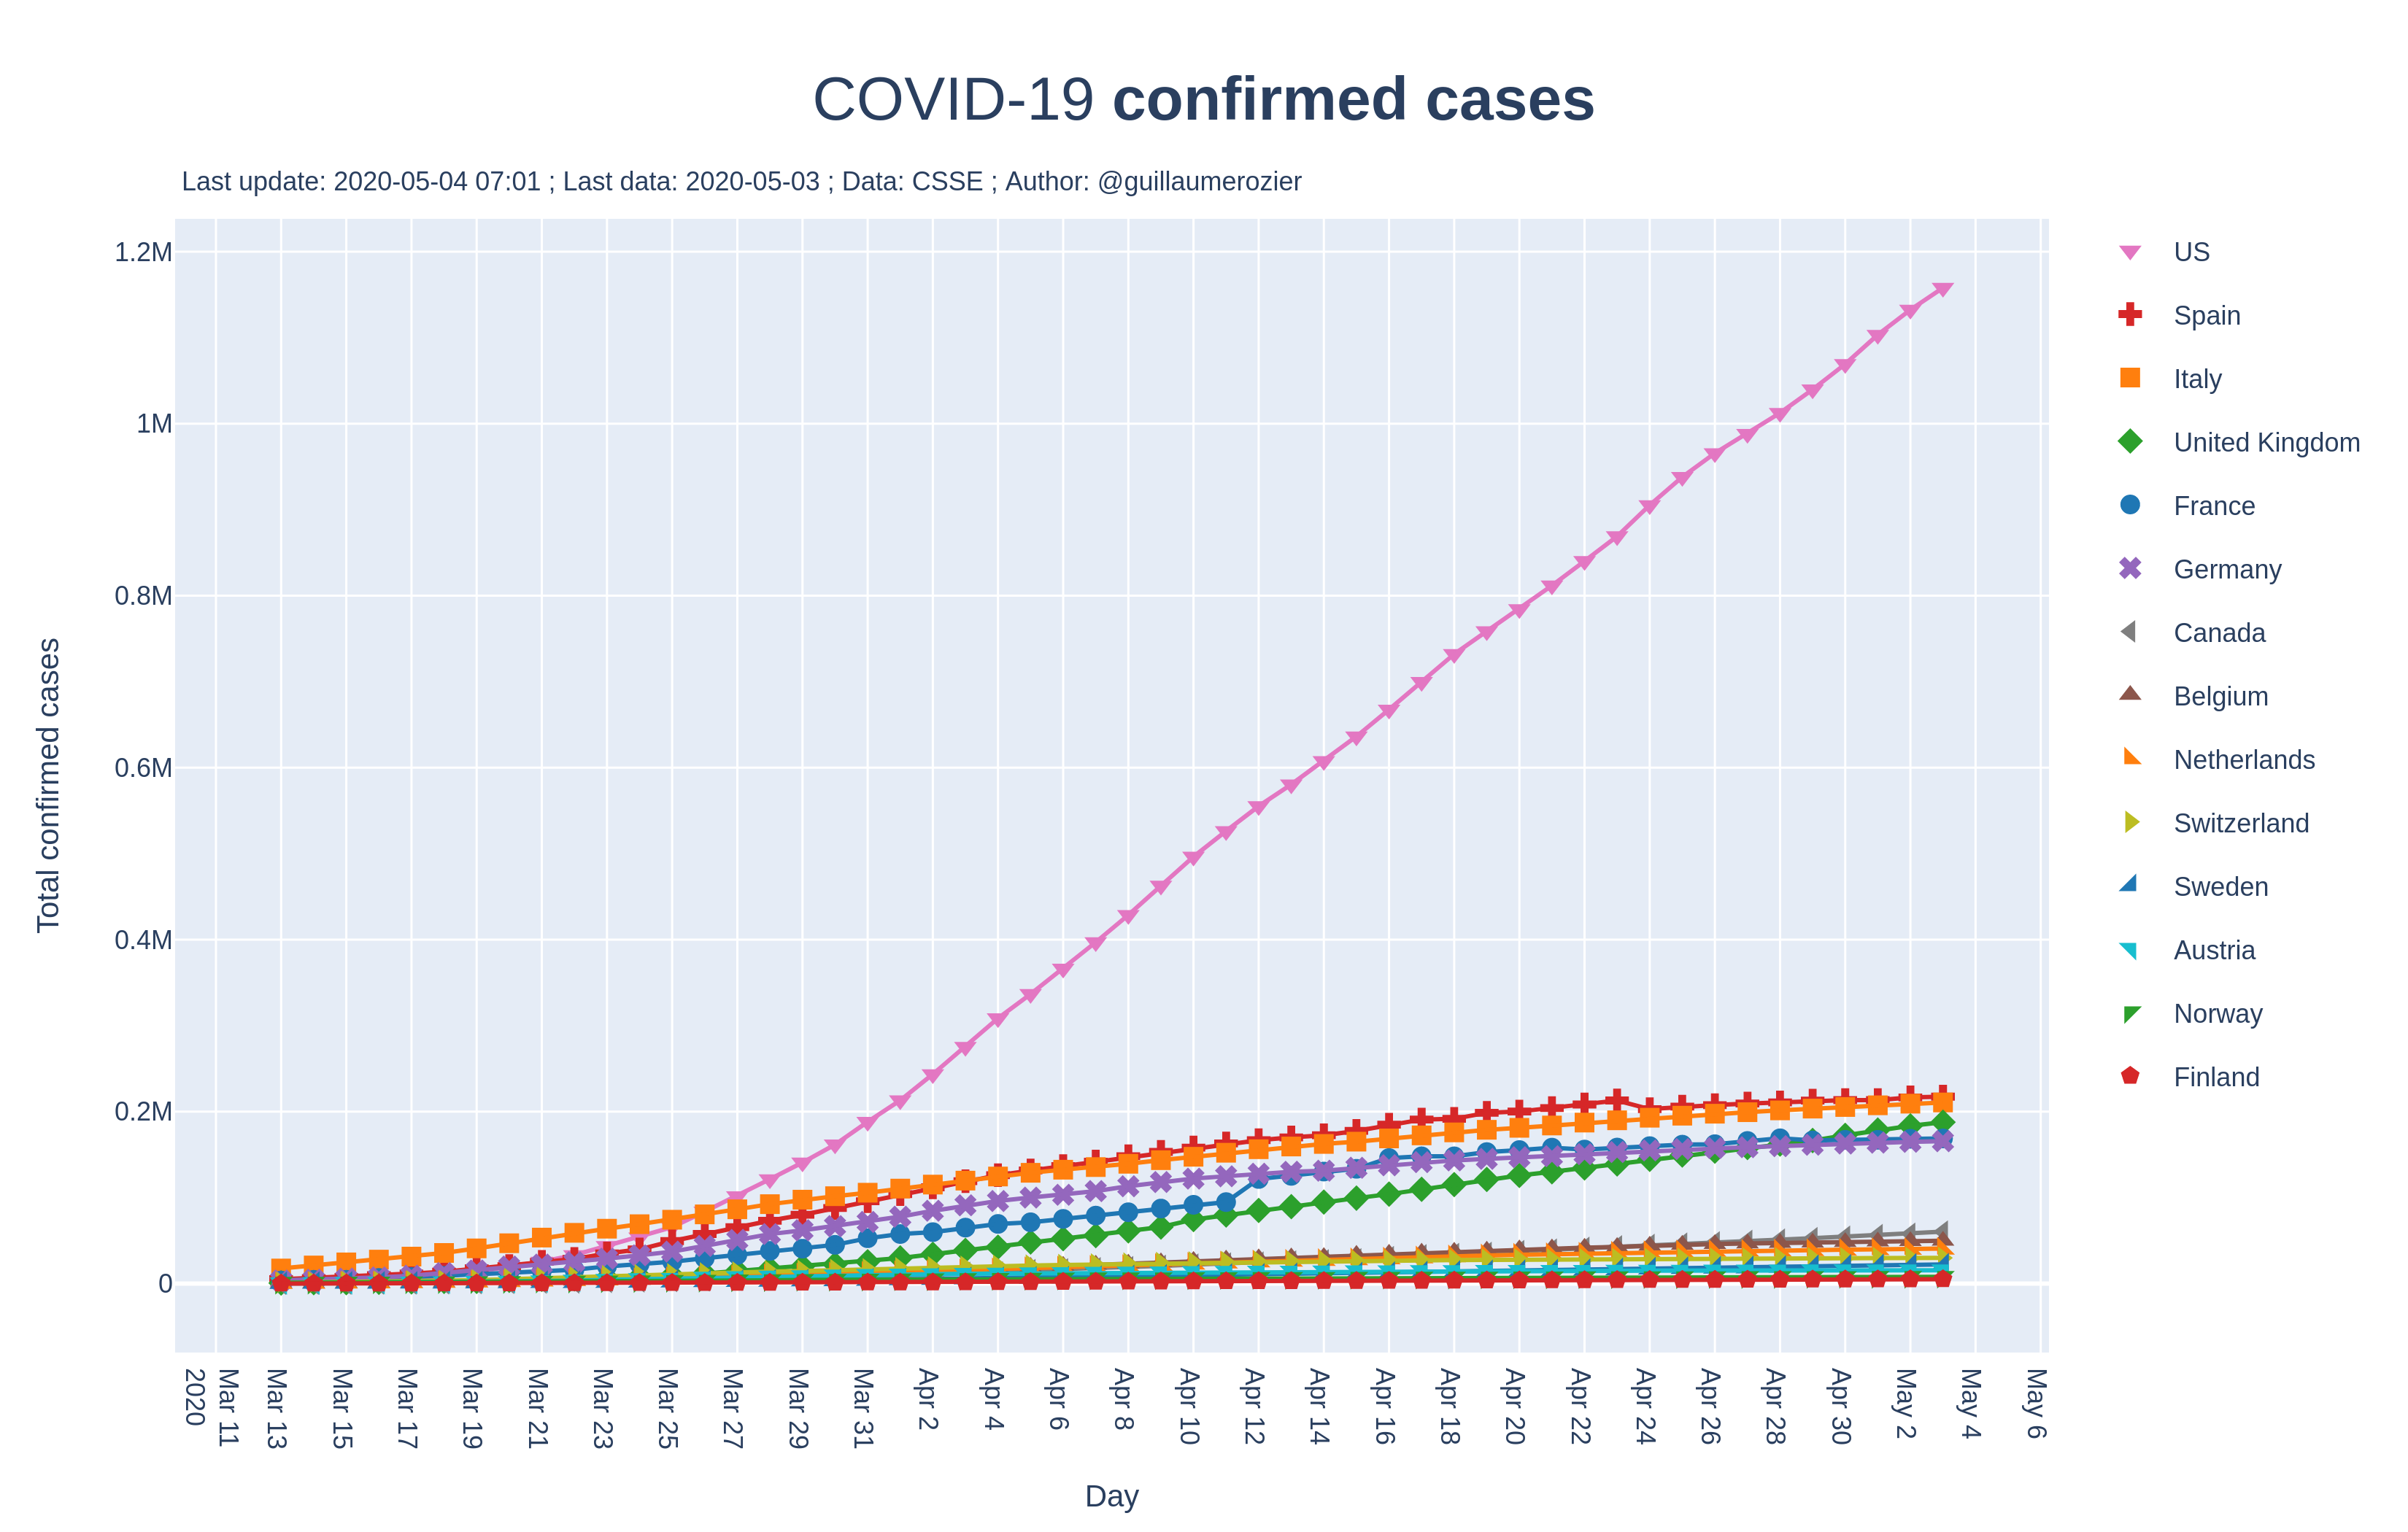 COVID-19 confirmed cases
Last update: 2020-05-04 07:01 ; Last data: 2020-05-03 ; Data: CSSE ; Author: @guillaumerozier
1.2M
1M
0.8M
0.6M
0.4M
0.2M
0
Total confirmed cases
Mar 11
2020
Mar 13
Mar 15
Mar 17
Mar 19
Mar 21
Mar 23
Mar 25
Mar 27
Mar 29
Mar 31
Apr 2
Apr 4
Apr 6
Apr 8
Apr 10
Apr 12
Apr 14
Apr 16
Apr 18
Apr 20
Apr 22
Apr 24
Apr 26
Apr 28
Apr 30
May 2
May 4
May 6
Day
US
Spain
Italy
United Kingdom
France
Germany
Canada
Belgium
Netherlands
Switzerland
Sweden
Austria
Norway
Finland